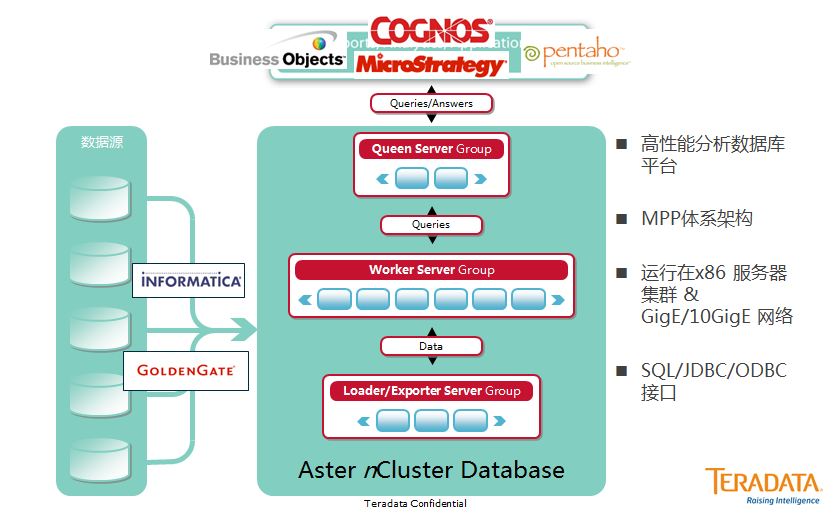 COGNOS
Business Objects
MicroStrategy
pentaho
open source business intelligence
Queries/Answers
数据源
Queen Server Group
Queries
INFORMATICA
Worker Server Group
GOLDENGATE
Data
Loader/Exporter Server Group
Aster nCluster Database
■ 高性能分析数据库
平台
■ MPP体系架构
■ 运行在x86 服务器
集群 &
GigE/10GigE 网络
■ SQL/JDBC/ODBC
接口
TERADATA
Raising Intelligence
Teradata Confidential